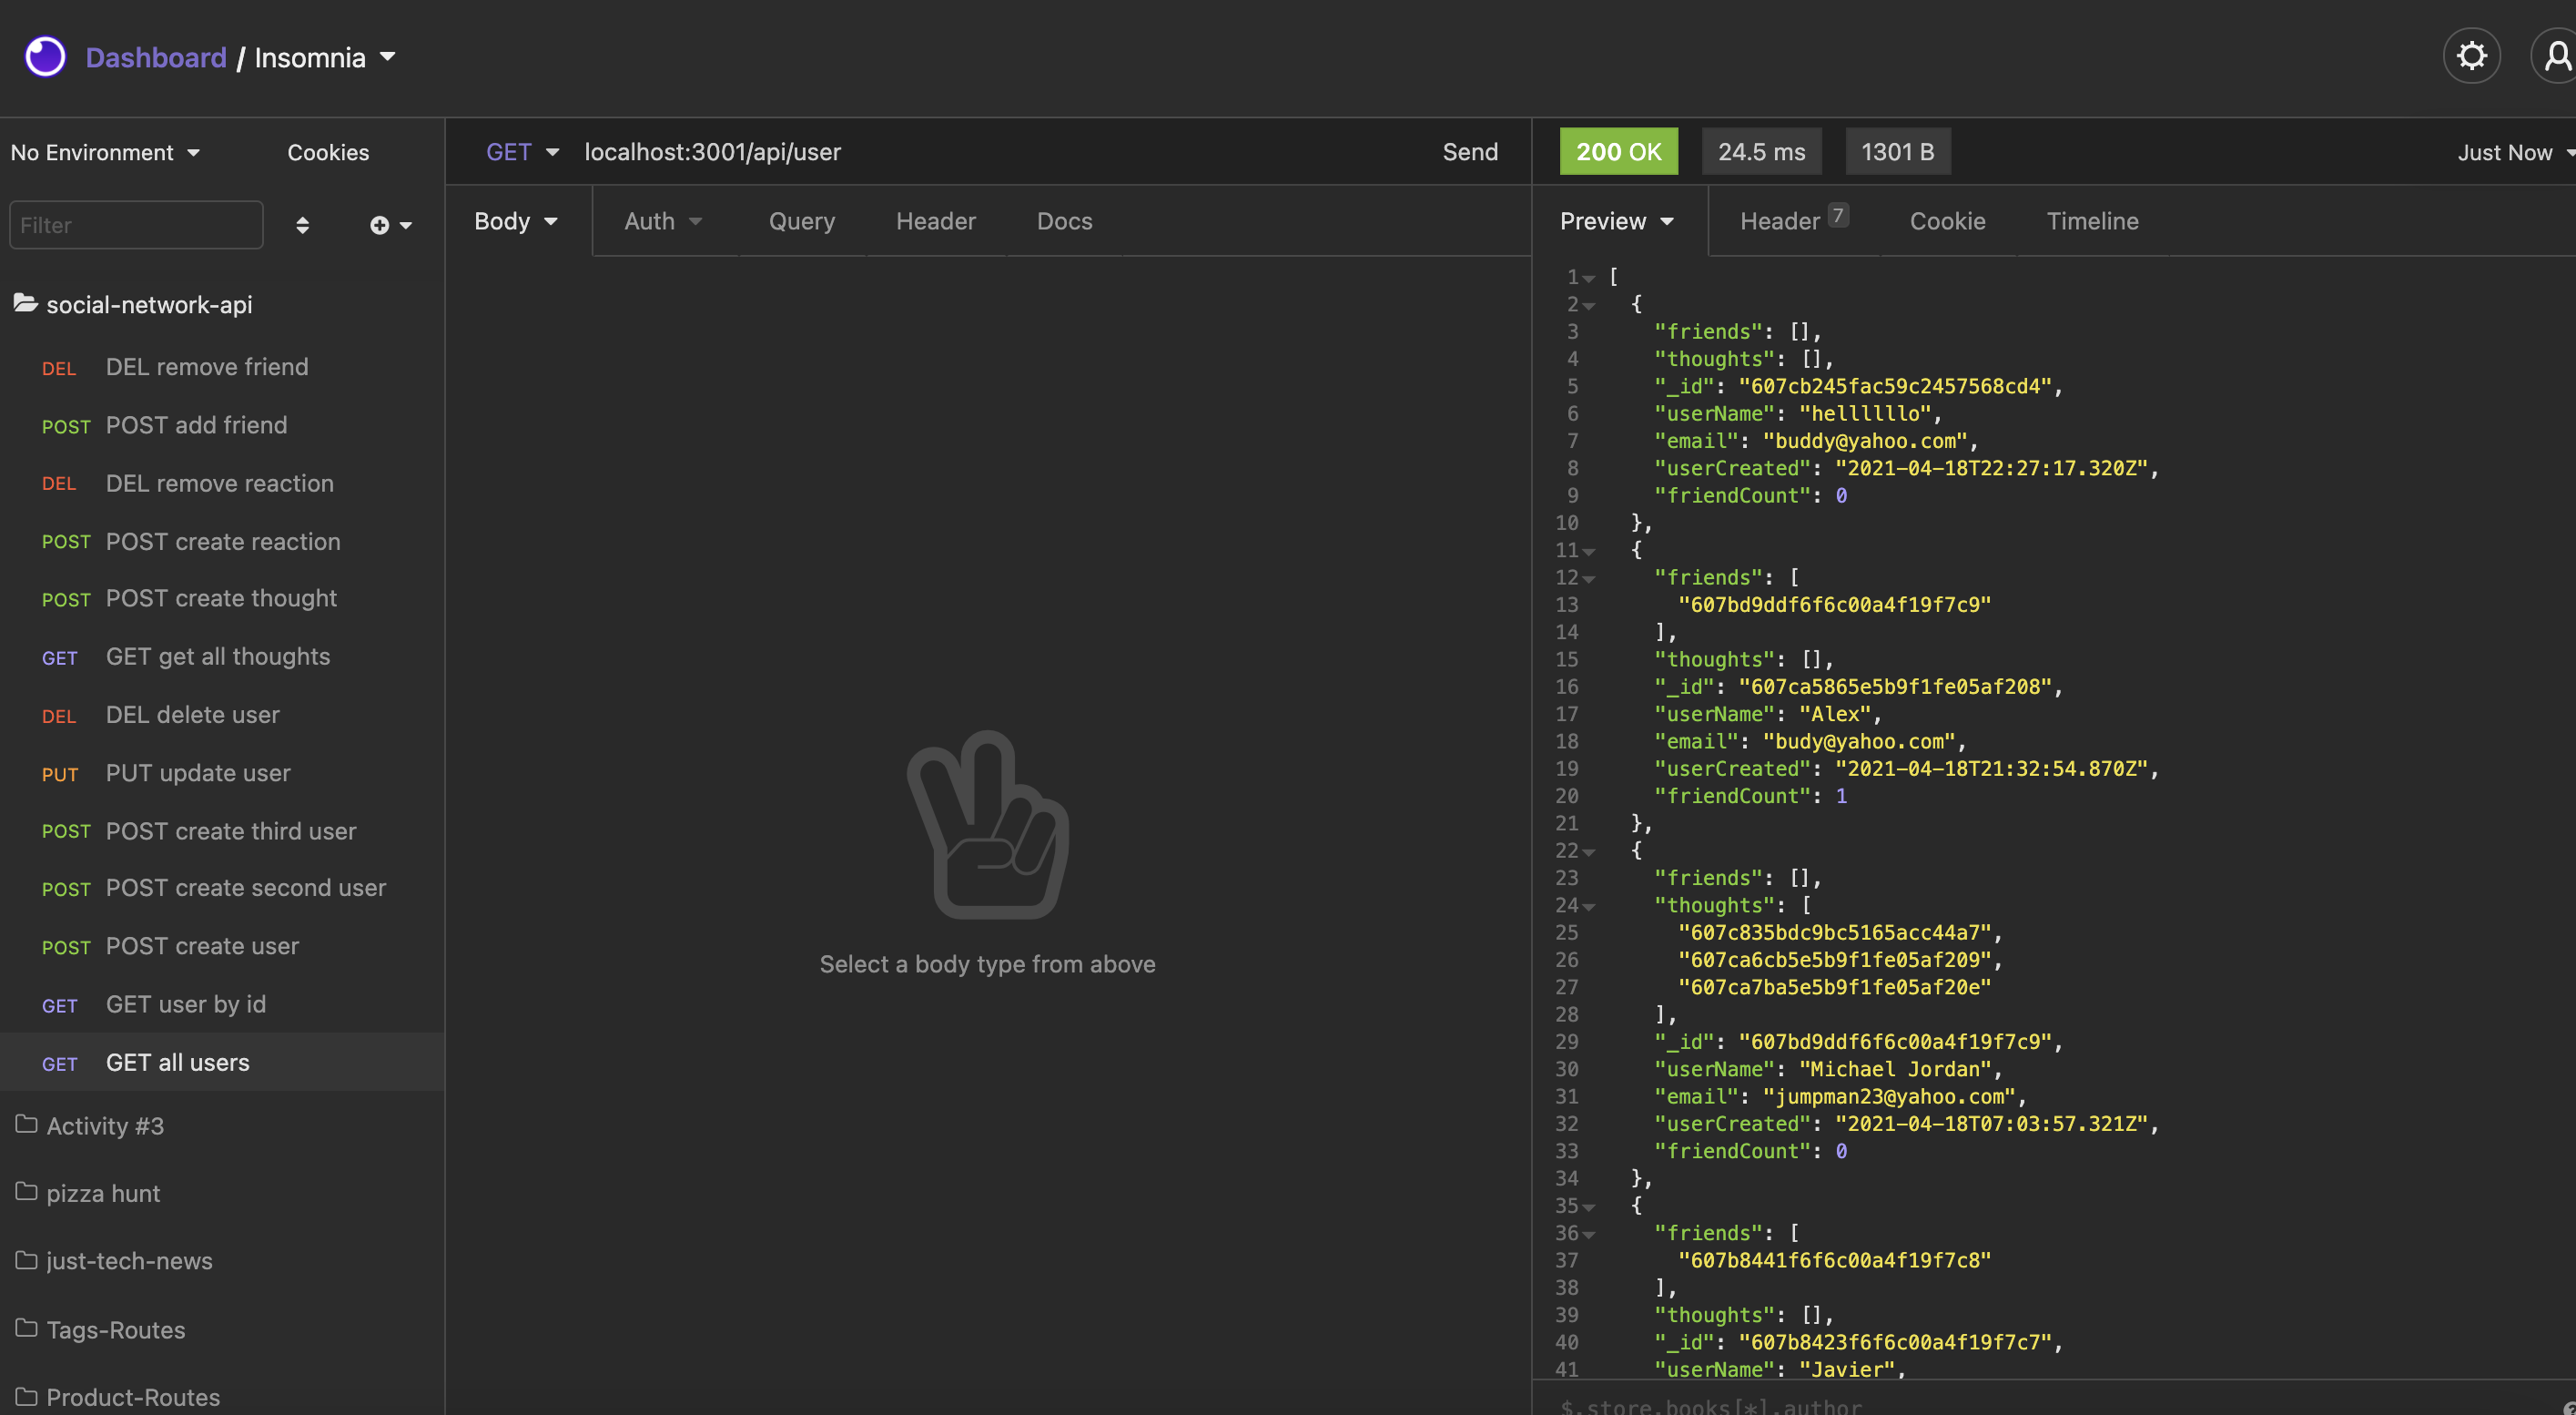 Dashboard / Insomnia
No Environment
Cookies
Filter
social-network-api
DEL DEL remove friend
POST POST add friend
DEL DEL remove reaction
POST POST create reaction
POST POST create thought
GET GET get all thoughts
DEL DEL delete user
PUT PUT update user
POST POST create third user
POST POST create second user
POST POST create user
GET GET user by id
GET GET all users
Activity #3
pizza hunt
just-tech-news
Tags-Routes
Product-Routes
GET localhost:3001/api/user Send
Body Auth Query Header Docs
Select a body type from above
200 OK 24.5 ms 1301 B Just Now
Preview Header 7 Cookie Timeline
1 [
2 {
3 "friends": [],
4 "thoughts": [],
5 "_id": "607cb245fac59c2457568cd4",
6 "userName": "hellllllo",
7 "email": "buddy@yahoo.com",
8 "userCreated": "2021-04-18T22:27:17.320Z",
9 "friendCount": 0
10 },
11 {
12 "friends": [
13 "607bd9ddf6f6c00a4f19f7c9"
14 ],
15 "thoughts": [],
16 "_id": "607ca5865e5b9f1fe05af208",
17 "userName": "Alex",
18 "email": "budy@yahoo.com",
19 "userCreated": "2021-04-18T21:32:54.870Z",
20 "friendCount": 1
21 },
22 {
23 "friends": [],
24 "thoughts": [
25 "607c835bdc9bc5165acc44a7",
26 "607ca6cb5e5b9f1fe05af209",
27 "607ca7ba5e5b9f1fe05af20e"
28 ],
29 "_id": "607bd9ddf6f6c00a4f19f7c9",
30 "userName": "Michael Jordan",
31 "email": "jumpman23@yahoo.com",
32 "userCreated": "2021-04-18T07:03:57.321Z",
33 "friendCount": 0
34 },
35 {
36 "friends": [
37 "607b8441f6f6c00a4f19f7c8"
38 ],
39 "thoughts": [],
40 "_id": "607b8423f6f6c00a4f19f7c7",
41 "userName": "Javier",
$.store.books[*].author